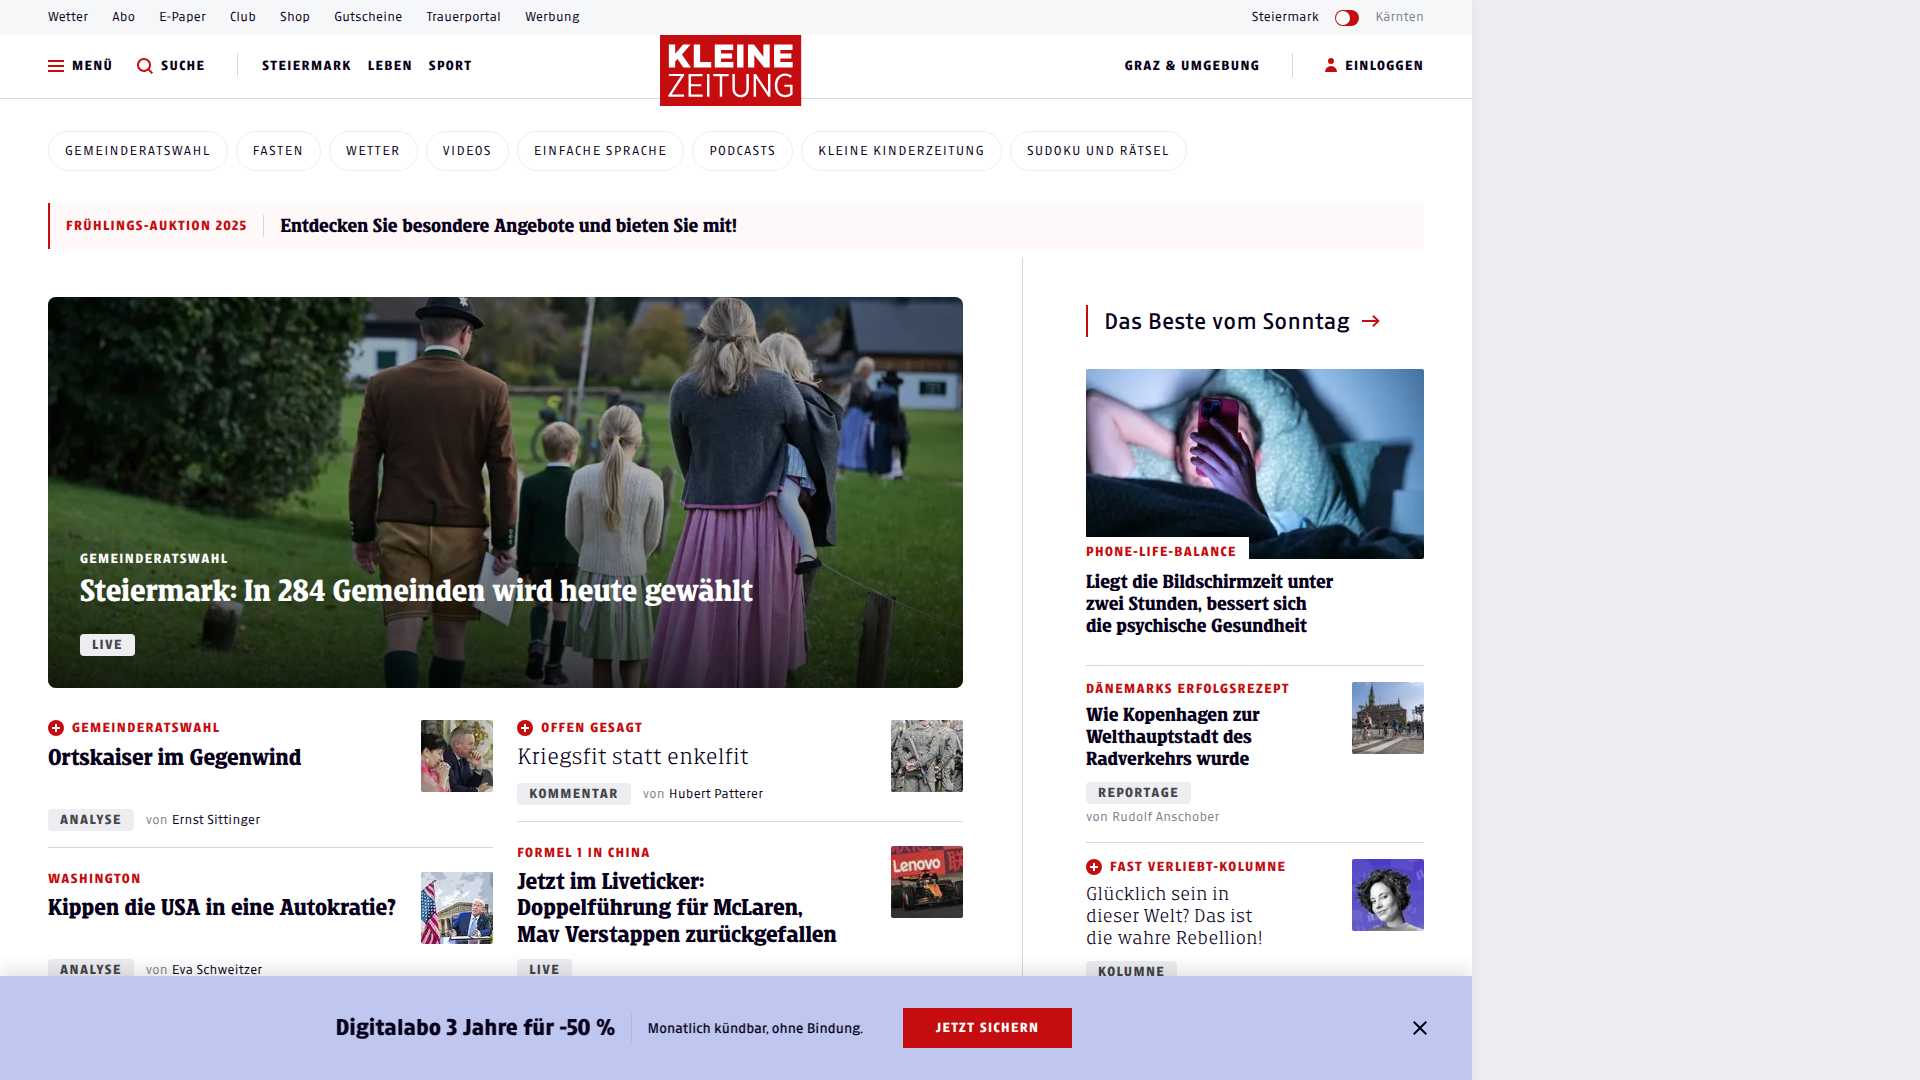 Wetter Abo E-Paper Club Shop Gutscheine Trauerportal Werbung Steiermark Kärnten
MENÜ SUCHE STEIERMARK LEBEN SPORT KLEINE ZEITUNG GRAZ & UMGEBUNG EINLOGGEN
GEMEINDERATSWAHL FASTEN WETTER VIDEOS EINFACHE SPRACHE PODCASTS KLEINE KINDERZEITUNG SUDOKU UND RÄTSEL
FRÜHLINGS-AUKTION 2025 Entdecken Sie besondere Angebote und bieten Sie mit!
GEMEINDERATSWAHL
Steiermark: In 284 Gemeinden wird heute gewählt
LIVE
GEMEINDERATSWAHL
Ortskaiser im Gegenwind
ANALYSE von Ernst Sittinger
WASHINGTON
Kippen die USA in eine Autokratie?
ANALYSE von Eva Schweitzer
OFFEN GESAGT
Kriegsfit statt enkelfit
KOMMENTAR von Hubert Patterer
FORMEL 1 IN CHINA
Jetzt im Liveticker:
Doppelführung für McLaren,
Mav Verstappen zurückgefallen
LIVE
Lenovo
Das Beste vom Sonntag
PHONE-LIFE-BALANCE
Liegt die Bildschirmzeit unter
zwei Stunden, bessert sich
die psychische Gesundheit
DÄNEMARKS ERFOLGSREZEPT
Wie Kopenhagen zur
Welthauptstadt des
Radverkehrs wurde
REPORTAGE
von Rudolf Anschober
FAST VERLIEBT-KOLUMNE
Glücklich sein in
dieser Welt? Das ist
die wahre Rebellion!
KOLUMNE
Digitalabo 3 Jahre für -50 % Monatlich kündbar, ohne Bindung. JETZT SICHERN